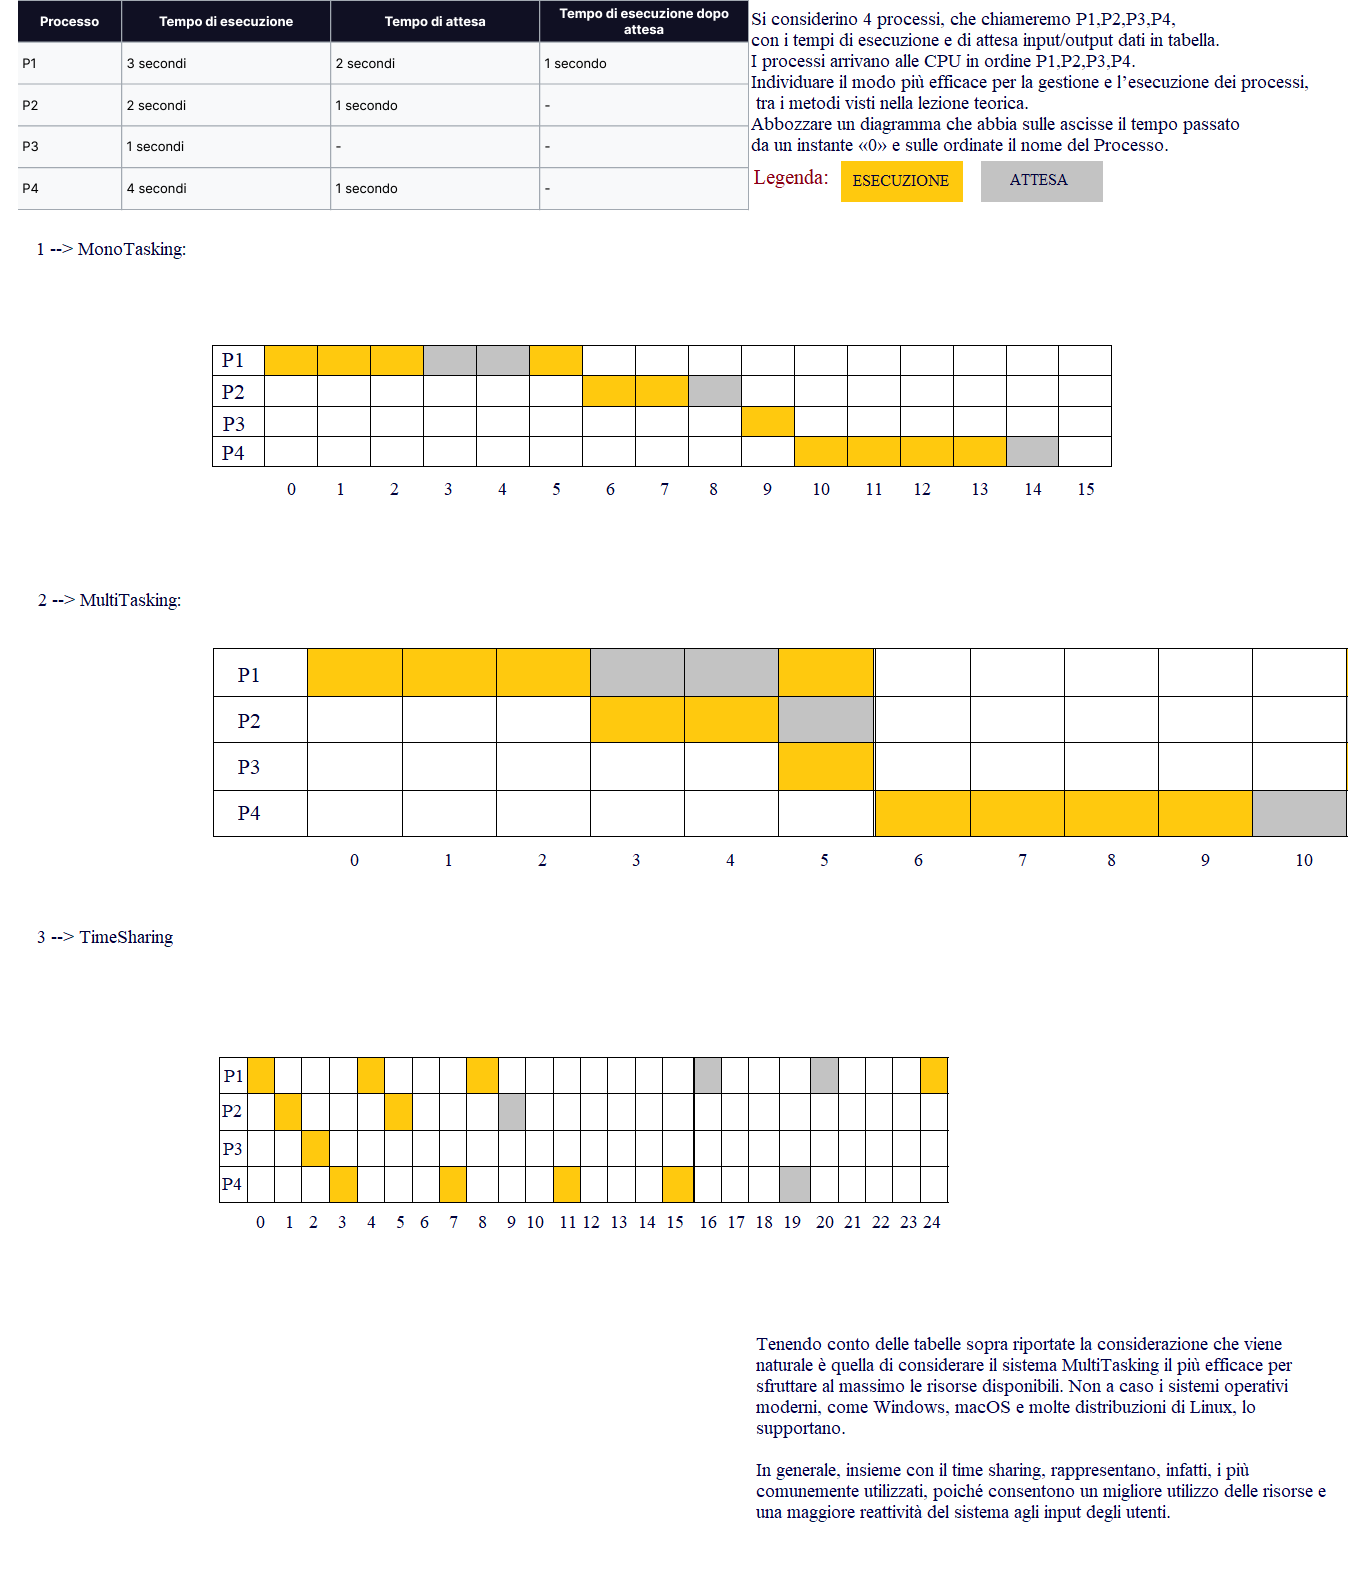 Processo Tempo di esecuzione Tempo di attesa Tempo di esecuzione dopo
attesa
P1 3 secondi 2 secondi 1 secondo
P2 2 secondi 1 secondo -
P3 1 secondi - -
P4 4 secondi 1 secondo -
Si considerino 4 processi, che chiameremo P1,P2,P3,P4,
con i tempi di esecuzione e di attesa input/output dati in tabella.
I processi arrivano alle CPU in ordine P1,P2,P3,P4.
Individuare il modo più efficace per la gestione e l’esecuzione dei processi,
tra i metodi visti nella lezione teorica.
Abbozzare un diagramma che abbia sulle ascisse il tempo passato
da un instante «0» e sulle ordinate il nome del Processo.
Legenda: ESECUZIONE ATTESA
1 --> MonoTasking:
P1
P2
P3
P4
0 1 2 3 4 5 6 7 8 9 10 11 12 13 14 15
2 --> MultiTasking:
P1
P2
P3
P4
0 1 2 3 4 5 6 7 8 9 10
3 --> TimeSharing
P1
P2
P3
P4
0 1 2 3 4 5 6 7 8 9 10 11 12 13 14 15 16 17 18 19 20 21 22 23 24
Tenendo conto delle tabelle sopra riportate la considerazione che viene
naturale è quella di considerare il sistema MultiTasking il più efficace per
sfruttare al massimo le risorse disponibili. Non a caso i sistemi operativi
moderni, come Windows, macOS e molte distribuzioni di Linux, lo
supportano.
In generale, insieme con il time sharing, rappresentano, infatti, i più
comunemente utilizzati, poiché consentono un migliore utilizzo delle risorse e
una maggiore reattività del sistema agli input degli utenti.